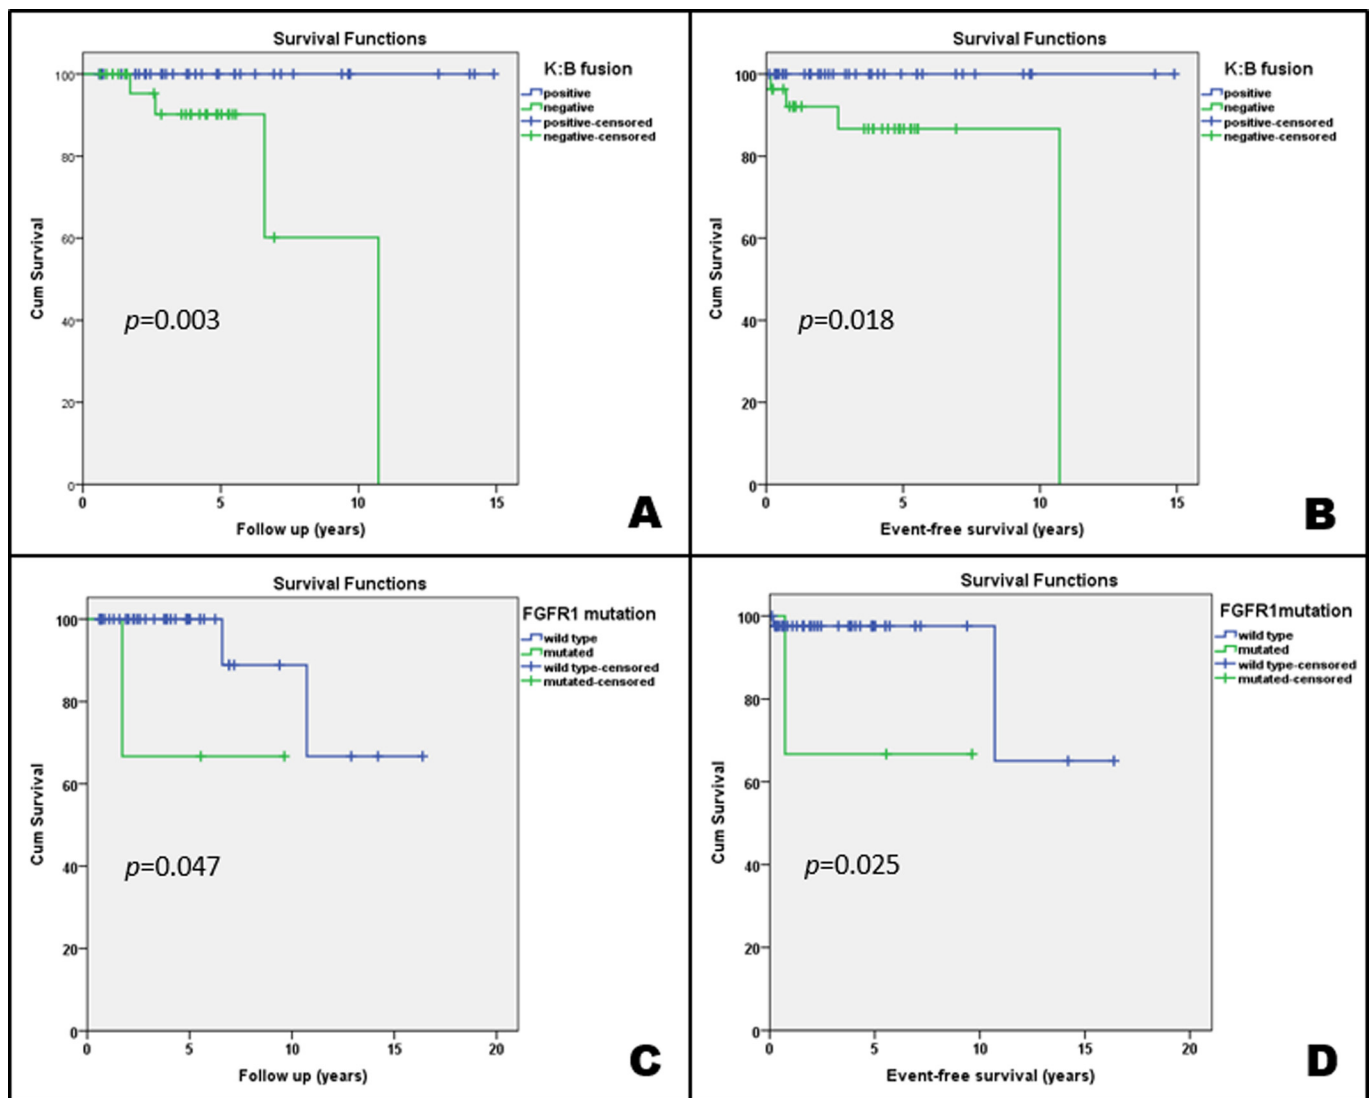 Survival Functions
K:B fusion
positive
negative
positive-censored
negative-censored
100
80
60
40
20
0
Cum Survival
p=0.003
0 5 10 15
Follow up (years)
A
Survival Functions
K:B fusion
positive
negative
positive-censored
negative-censored
100
80
60
40
20
0
Cum Survival
p=0.018
0 5 10 15
Event-free survival (years)
B
Survival Functions
FGFR1 mutation
wild type
mutated
wild type-censored
mutated-censored
100
80
60
40
20
0
Cum Survival
p=0.047
0 5 10 15 20
Follow up (years)
C
Survival Functions
FGFR1mutation
wild type
mutated
wild type-censored
mutated-censored
100
80
60
40
20
0
Cum Survival
p=0.025
0 5 10 15 20
Event-free survival (years)
D